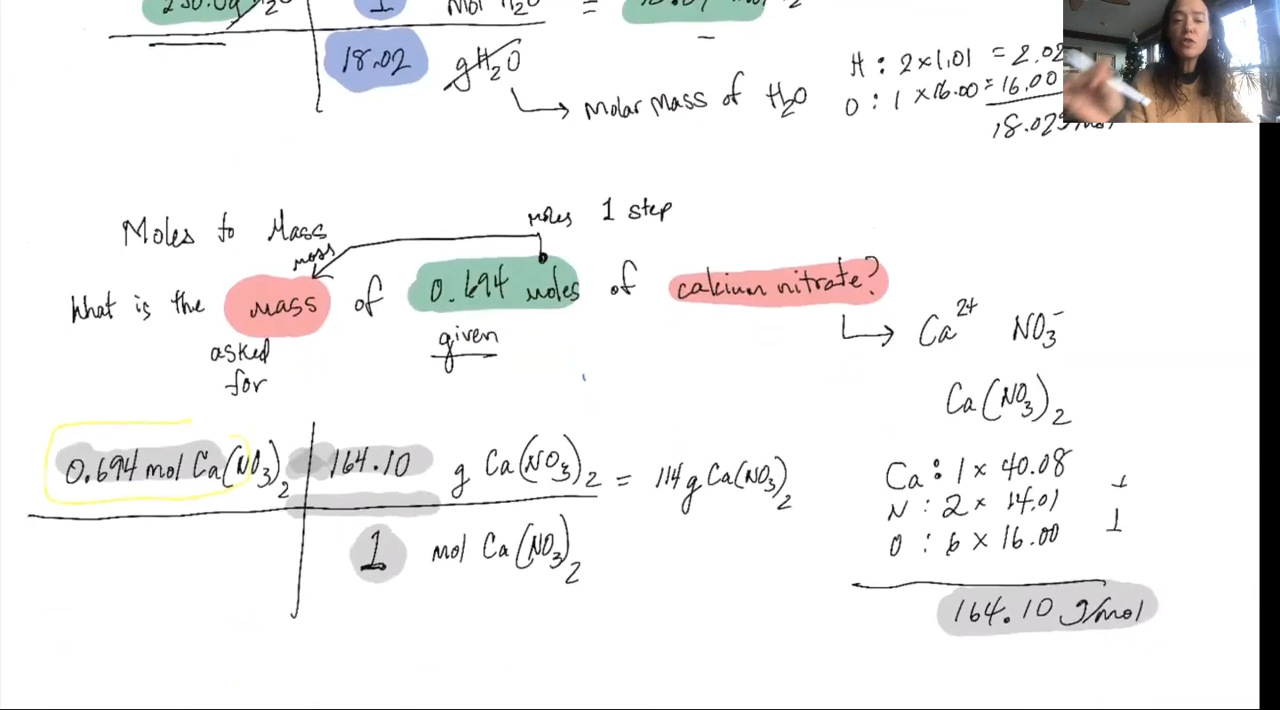 1 mol H₂O =
18.02 gH₂O
molar mass of H₂O
H : 2×1.01 = 2.02
O : 1 ×16.00 = 16.00
Moles to Mass
moles 1 step
mass
What is the mass of 0.694 moles of calcium nitrate?
asked for
given
Ca²⁺ NO₃⁻
Ca(NO₃)₂
0.694 mol Ca(NO₃)₂ 164.10 g Ca(NO₃)₂ = 114 g Ca(NO₃)₂
1 mol Ca(NO₃)₂
Ca : 1 × 40.08
N : 2 × 14.01
O : 6 × 16.00
164.10 g/mol